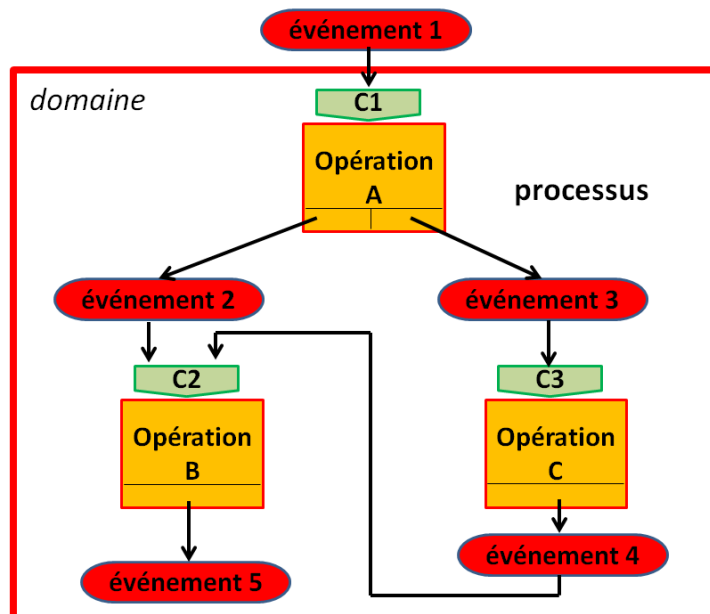 événement 1
domaine
C1
Opération
A
processus
événement 2
événement 3
C2
C3
Opération
B
Opération
C
événement 4
événement 5